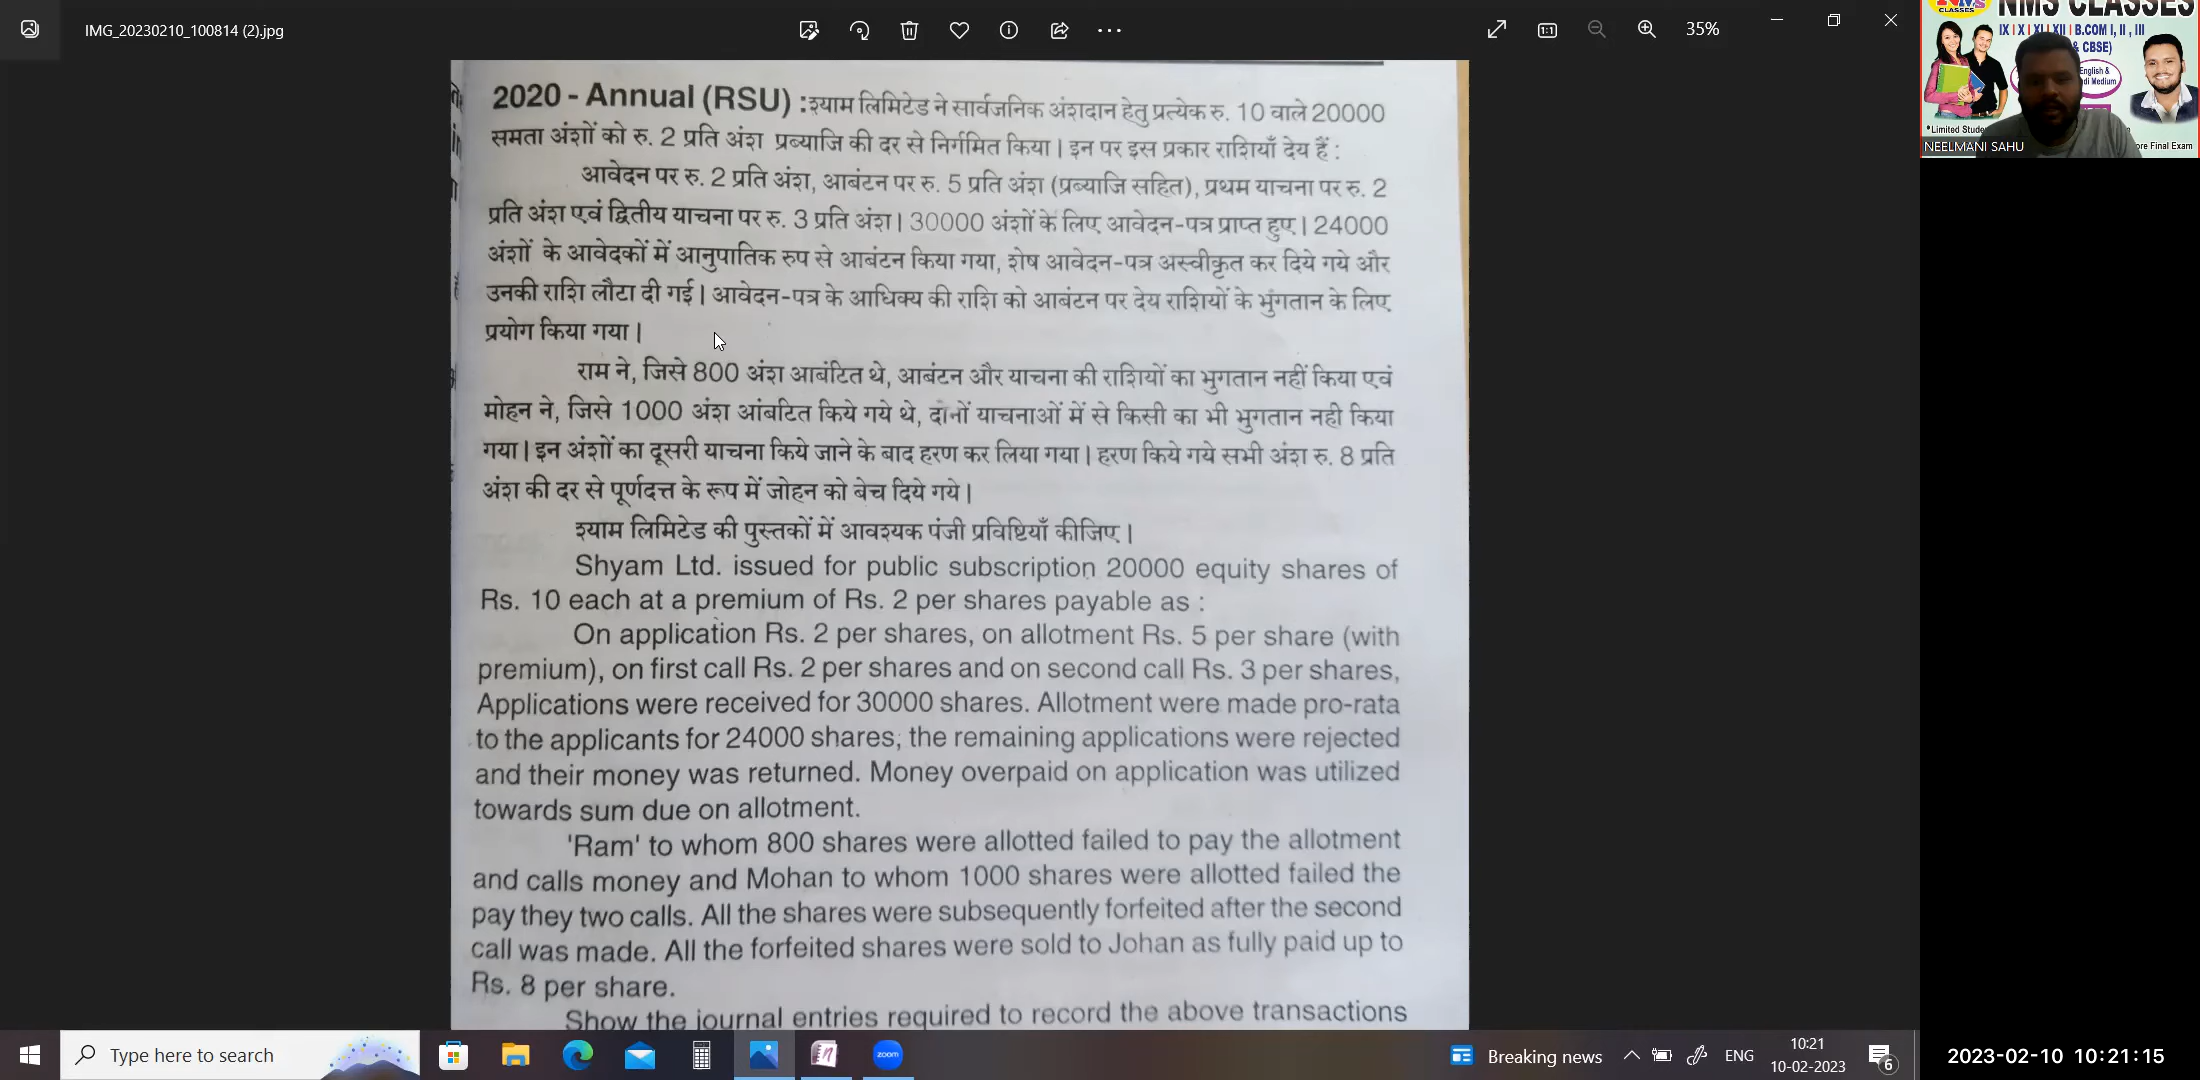 IMG_20230210_100814 (2).jpg
35%
2020 - Annual (RSU) : श्याम लिमिटेड ने सार्वजनिक अंशदान हेतु प्रत्येक रु. 10 वाले 20000
समता अंशों को रु. 2 प्रति अंश प्रब्याजि की दर से निर्गमित किया | इन पर इस प्रकार राशियाँ देय हैं :
आवेदन पर रु. 2 प्रति अंश, आबंटन पर रु. 5 प्रति अंश (प्रब्याजि सहित), प्रथम याचना पर रु. 2
प्रति अंश एवं द्वितीय याचना पर रु. 3 प्रति अंश | 30000 अंशों के लिए आवेदन-पत्र प्राप्त हुए | 24000
अंशों के आवेदकों में आनुपातिक रुप से आबंटन किया गया, शेष आवेदन-पत्र अस्वीकृत कर दिये गये और
उनकी राशि लौटा दी गई | आवेदन-पत्र के आधिक्य की राशि को आबंटन पर देय राशियों के भुंगतान के लिए
प्रयोग किया गया |
राम ने, जिसे 800 अंश आबंटित थे, आबंटन और याचना की राशियों का भुगतान नहीं किया एवं
मोहन ने, जिसे 1000 अंश आंबटित किये गये थे, दोनों याचनाओं में से किसी का भी भुगतान नही किया
गया | इन अंशों का दूसरी याचना किये जाने के बाद हरण कर लिया गया | हरण किये गये सभी अंश रु. 8 प्रति
अंश की दर से पूर्णदत्त के रूप में जोहन को बेच दिये गये |
श्याम लिमिटेड की पुस्तकों में आवश्यक पंजी प्रविष्टियाँ कीजिए |
Shyam Ltd. issued for public subscription 20000 equity shares of
Rs. 10 each at a premium of Rs. 2 per shares payable as :
On application Rs. 2 per shares, on allotment Rs. 5 per share (with
premium), on first call Rs. 2 per shares and on second call Rs. 3 per shares,
Applications were received for 30000 shares. Allotment were made pro-rata
to the applicants for 24000 shares, the remaining applications were rejected
and their money was returned. Money overpaid on application was utilized
towards sum due on allotment.
'Ram' to whom 800 shares were allotted failed to pay the allotment
and calls money and Mohan to whom 1000 shares were allotted failed the
pay they two calls. All the shares were subsequently forfeited after the second
call was made. All the forfeited shares were sold to Johan as fully paid up to
Rs. 8 per share.
Show the journal entries required to record the above transactions
NMS CLASSES
CLASSES
IX I X I XI I XII I B.COM I, II , III
& CBSE)
English &
Medium
*Limited
Final Exam
NEELMANI SAHU
Type here to search
zoom
Breaking news
ENG
10:21
10-02-2023
6
2023-02-10 10:21:15